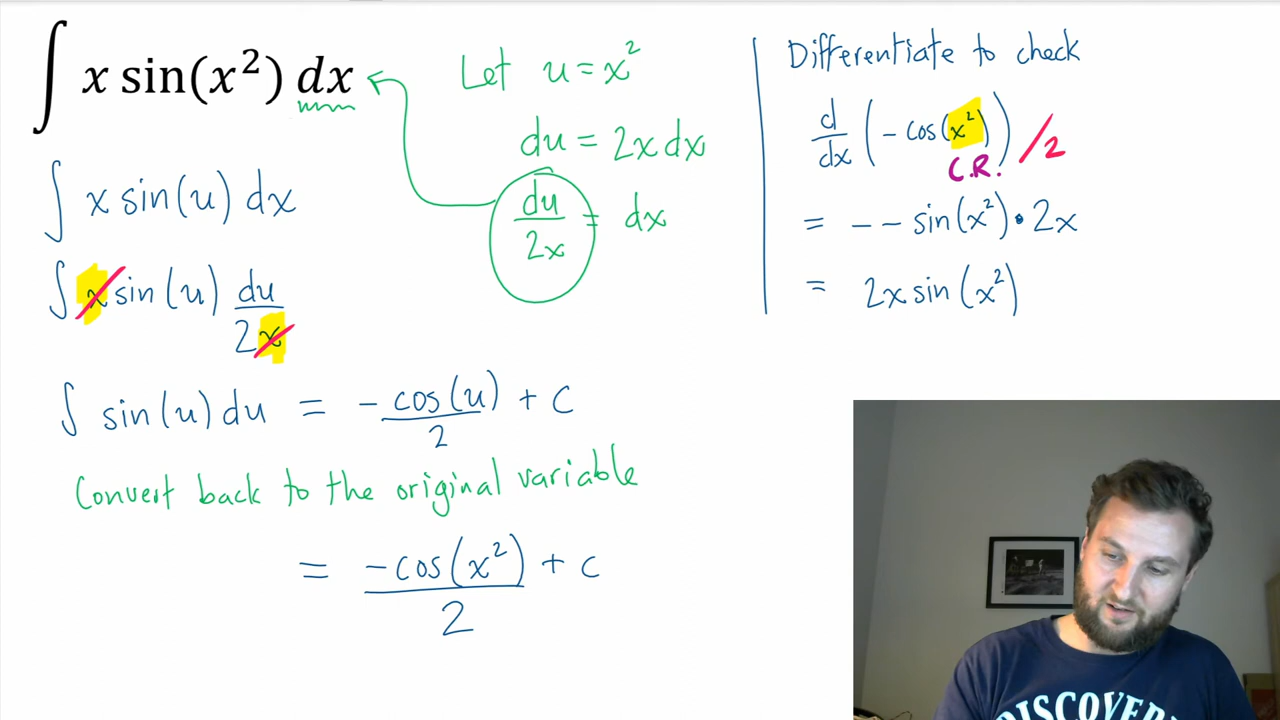 ∫ x sin(x²) dx
Let u = x²
du = 2x dx
du/2x = dx
∫ x sin(u) dx
∫ x sin(u) du/2x
∫ sin(u) du = -cos(u)/2 + c
Convert back to the original variable
= -cos(x²)/2 + c
Differentiate to check
d/dx (-cos(x²)) /2
C.R.
= - - sin(x²) • 2x
= 2x sin(x²)
DISCOVERY